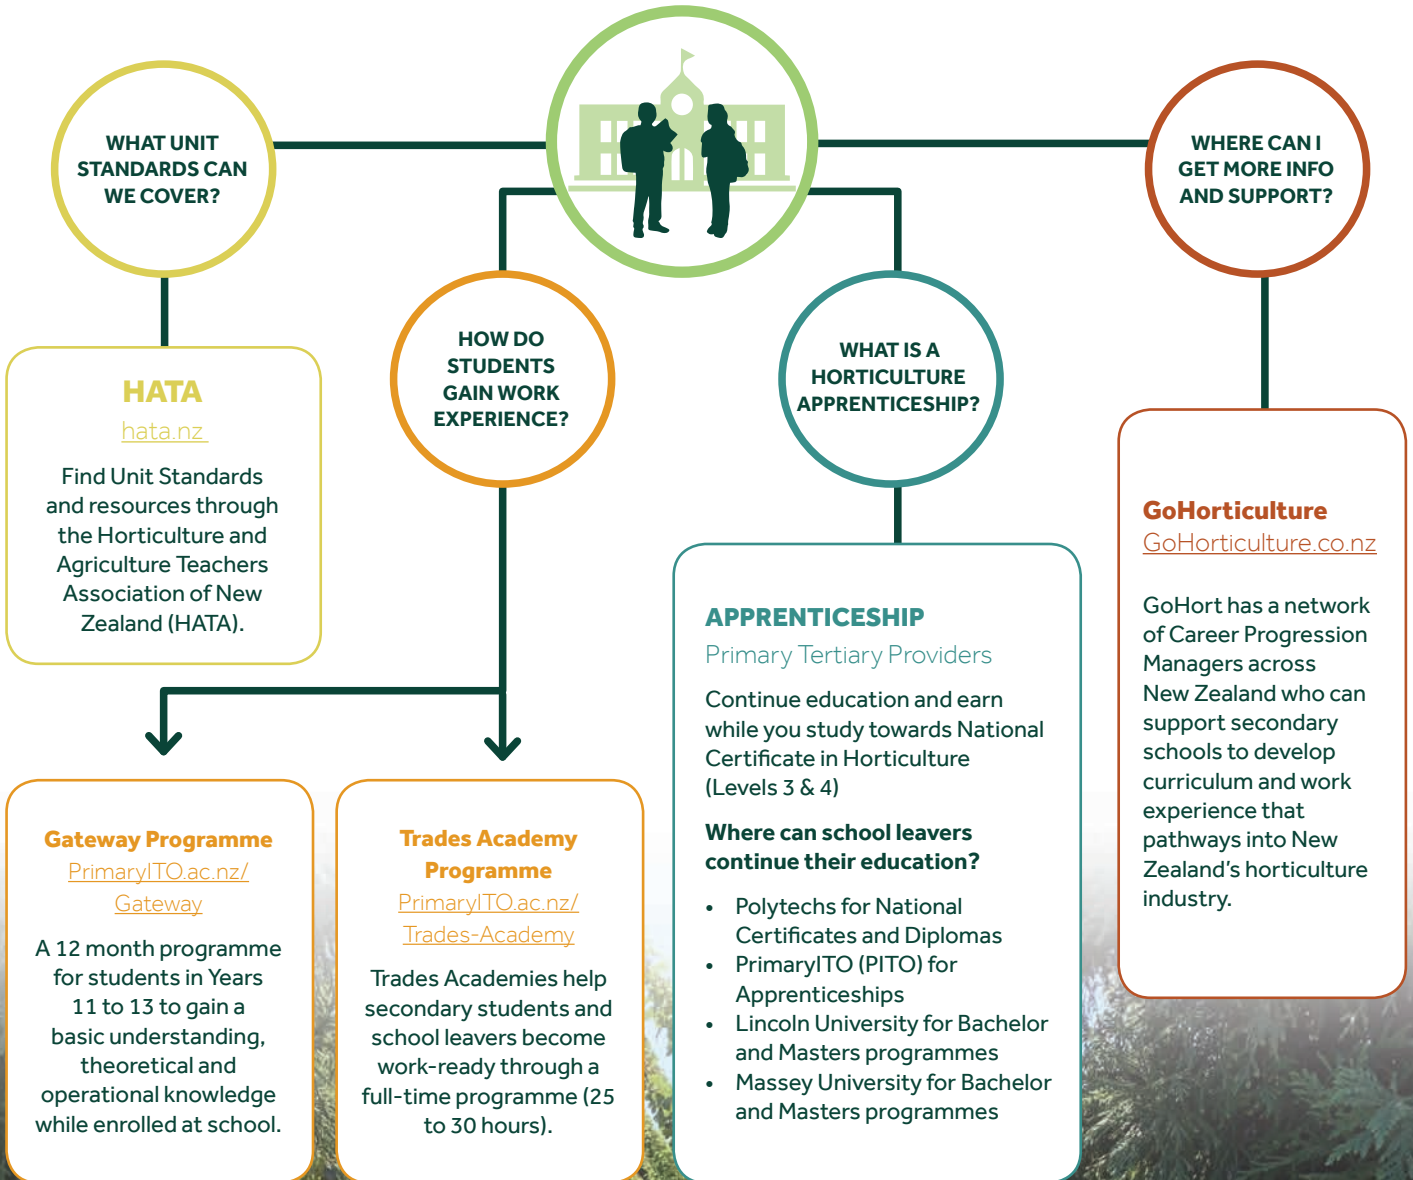 WHAT UNIT
STANDARDS CAN
WE COVER?
HATA
hata.nz
Find Unit Standards
and resources through
the Horticulture and
Agriculture Teachers
Association of New
Zealand (HATA).
HOW DO
STUDENTS
GAIN WORK
EXPERIENCE?
Gateway Programme
PrimaryITO.ac.nz/
Gateway
A 12 month programme
for students in Years
11 to 13 to gain a
basic understanding,
theoretical and
operational knowledge
while enrolled at school.
Trades Academy
Programme
PrimaryITO.ac.nz/
Trades-Academy
Trades Academies help
secondary students and
school leavers become
work-ready through a
full-time programme (25
to 30 hours).
WHAT IS A
HORTICULTURE
APPRENTICESHIP?
APPRENTICESHIP
Primary Tertiary Providers
Continue education and earn
while you study towards National
Certificate in Horticulture
(Levels 3 & 4)
Where can school leavers
continue their education?
• Polytechs for National
Certificates and Diplomas
• PrimaryITO (PITO) for
Apprenticeships
• Lincoln University for Bachelor
and Masters programmes
• Massey University for Bachelor
and Masters programmes
WHERE CAN I
GET MORE INFO
AND SUPPORT?
GoHorticulture
GoHorticulture.co.nz
GoHort has a network
of Career Progression
Managers across
New Zealand who can
support secondary
schools to develop
curriculum and work
experience that
pathways into New
Zealand's horticulture
industry.